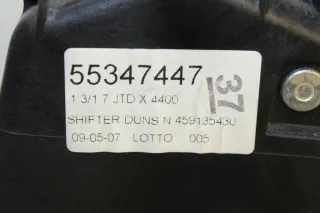 55347447
37
1 3/1 7 JTD X 4400
SHIFTER DUNS N 459135430
09-05-07 LOTTO 005